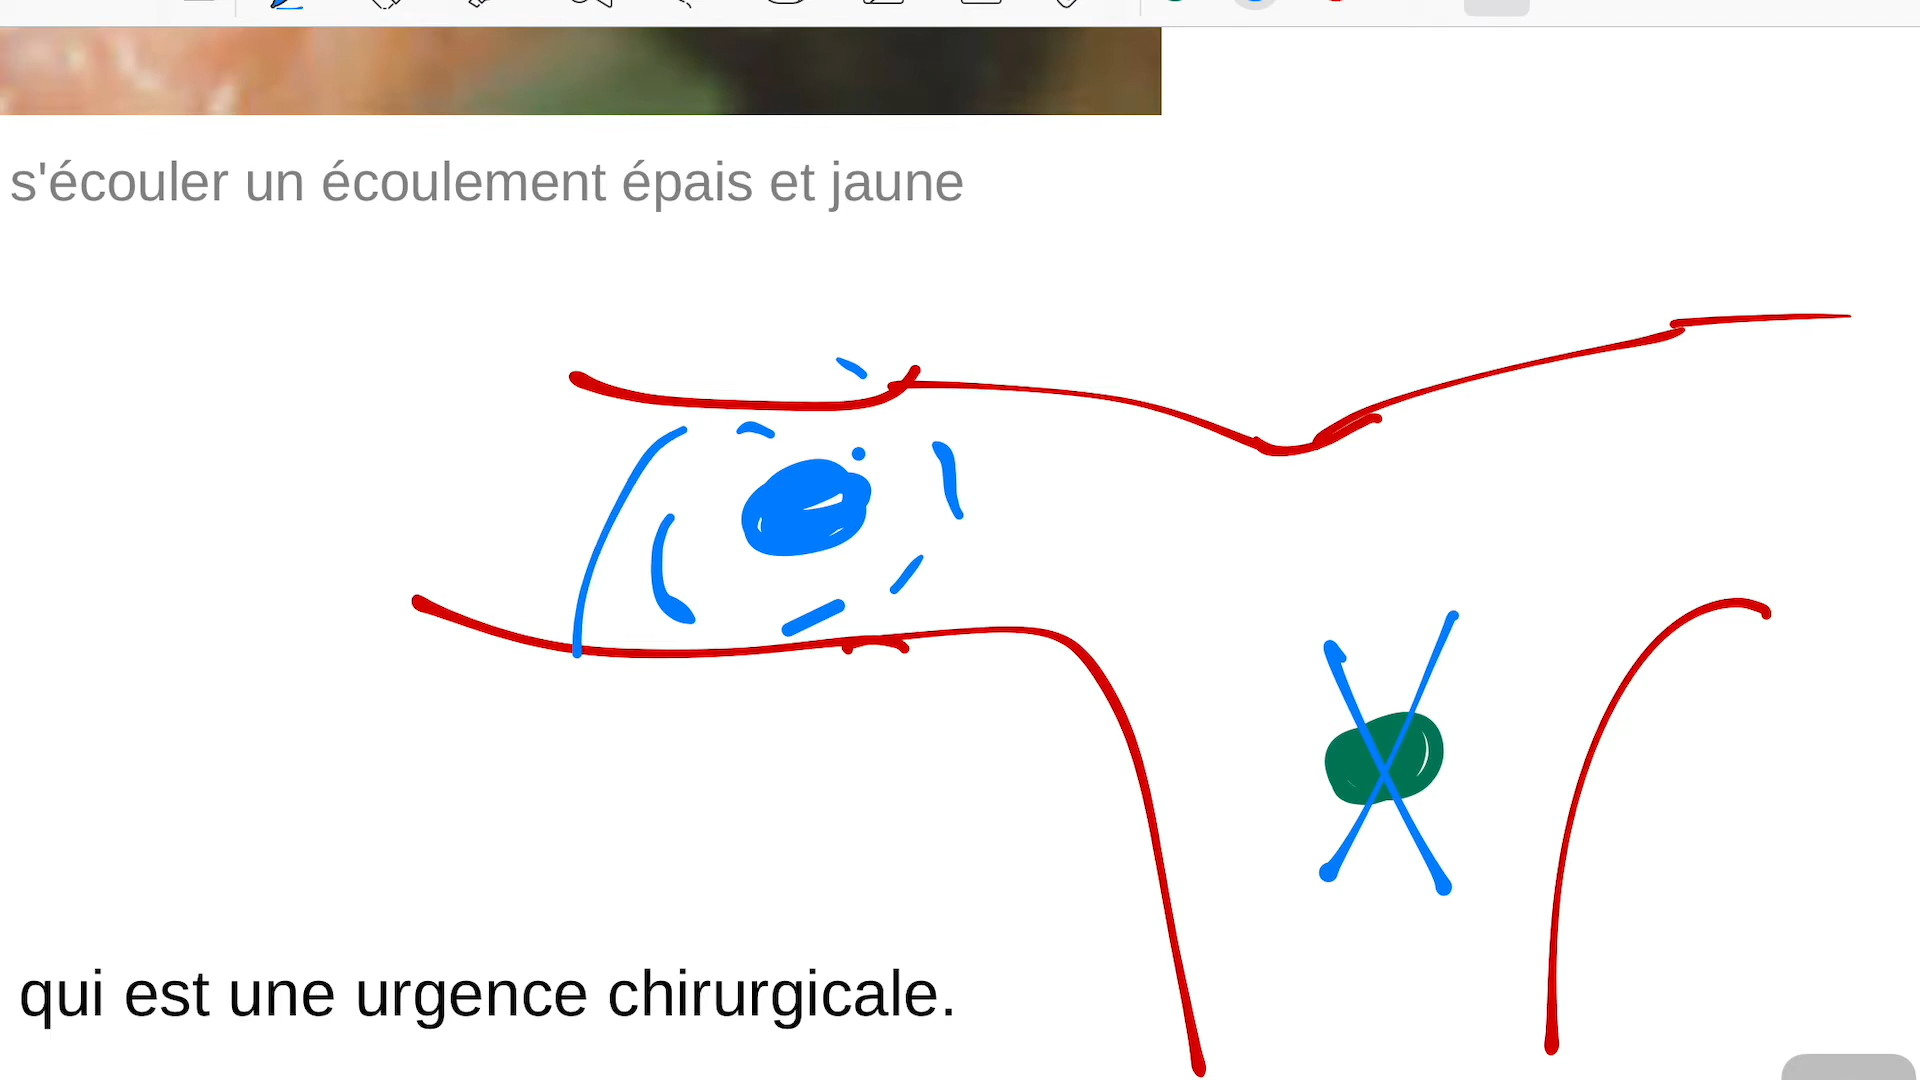 s'écouler un écoulement épais et jaune
qui est une urgence chirurgicale.